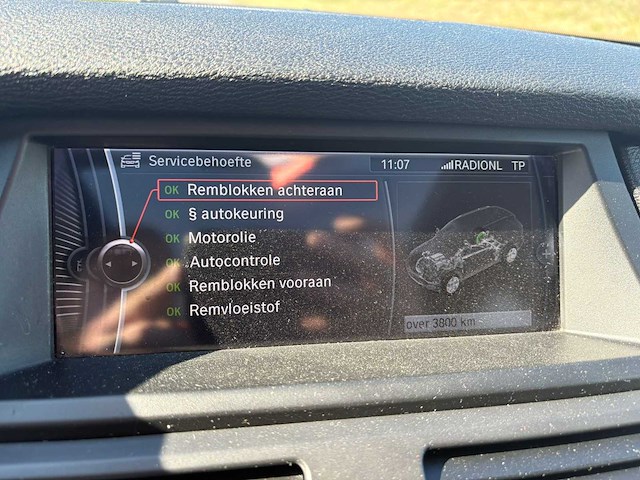 Servicebehoefte 11:07 RADIONL TP
OK Remblokken achteraan
OK § autokeuring
OK Motorolie
OK Autocontrole
OK Remblokken vooraan
OK Remvloeistof
over 3800 km